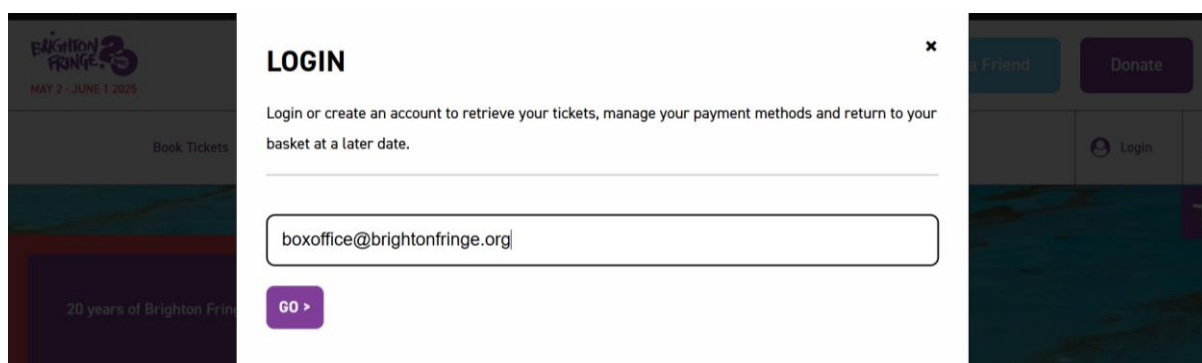 BRIGHTON
FRINGE
MAY 2 - JUNE 1 2025
LOGIN
×
Login or create an account to retrieve your tickets, manage your payment methods and return to your
basket at a later date.
boxoffice@brightonfringe.org
GO >
a Friend
Donate
Book Tickets
Login
20 years of Brighton Frin